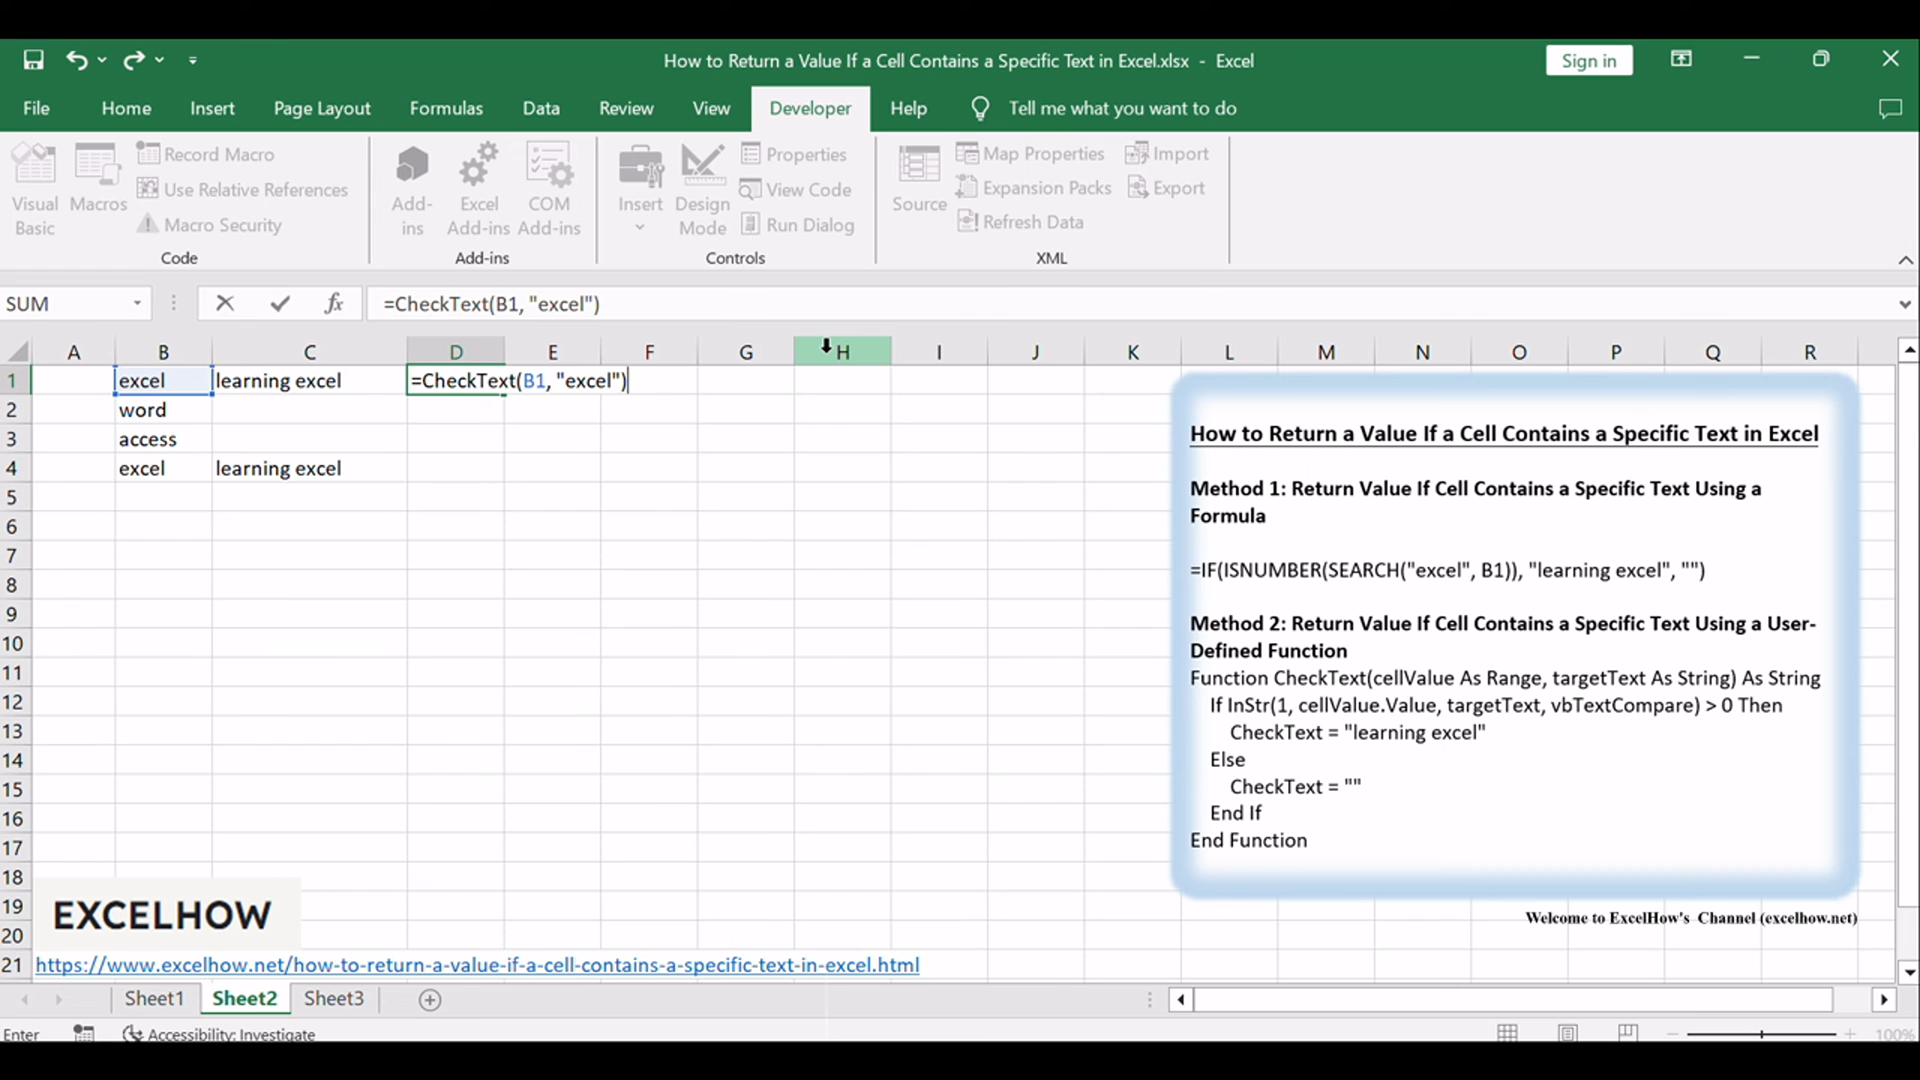 How to Return a Value If a Cell Contains a Specific Text in Excel.xlsx - Excel
Sign in
File Home Insert Page Layout Formulas Data Review View Developer Help Tell me what you want to do
Visual Basic
Macros
Record Macro
Use Relative References
Macro Security
Code
Add-ins
Excel Add-ins
COM Add-ins
Add-ins
Insert
Design Mode
Properties
View Code
Run Dialog
Controls
Source
Map Properties
Expansion Packs
Refresh Data
Import
Export
XML
SUM
fx
=CheckText(B1, "excel")
A B C D E F G H I J K L M N O P Q R
1 excel learning excel =CheckText(B1, "excel")
2 word
3 access
4 excel learning excel
5
6
7
8
9
10
11
12
13
14
15
16
17
18
19
20
21 https://www.excelhow.net/how-to-return-a-value-if-a-cell-contains-a-specific-text-in-excel.html
EXCELHOW
How to Return a Value If a Cell Contains a Specific Text in Excel
Method 1: Return Value If Cell Contains a Specific Text Using a
Formula
=IF(ISNUMBER(SEARCH("excel", B1)), "learning excel", "")
Method 2: Return Value If Cell Contains a Specific Text Using a User-
Defined Function
Function CheckText(cellValue As Range, targetText As String) As String
If InStr(1, cellValue.Value, targetText, vbTextCompare) > 0 Then
CheckText = "learning excel"
Else
CheckText = ""
End If
End Function
Welcome to ExcelHow's Channel (excelhow.net)
Sheet1 Sheet2 Sheet3
Enter Accessibility: Investigate 100%